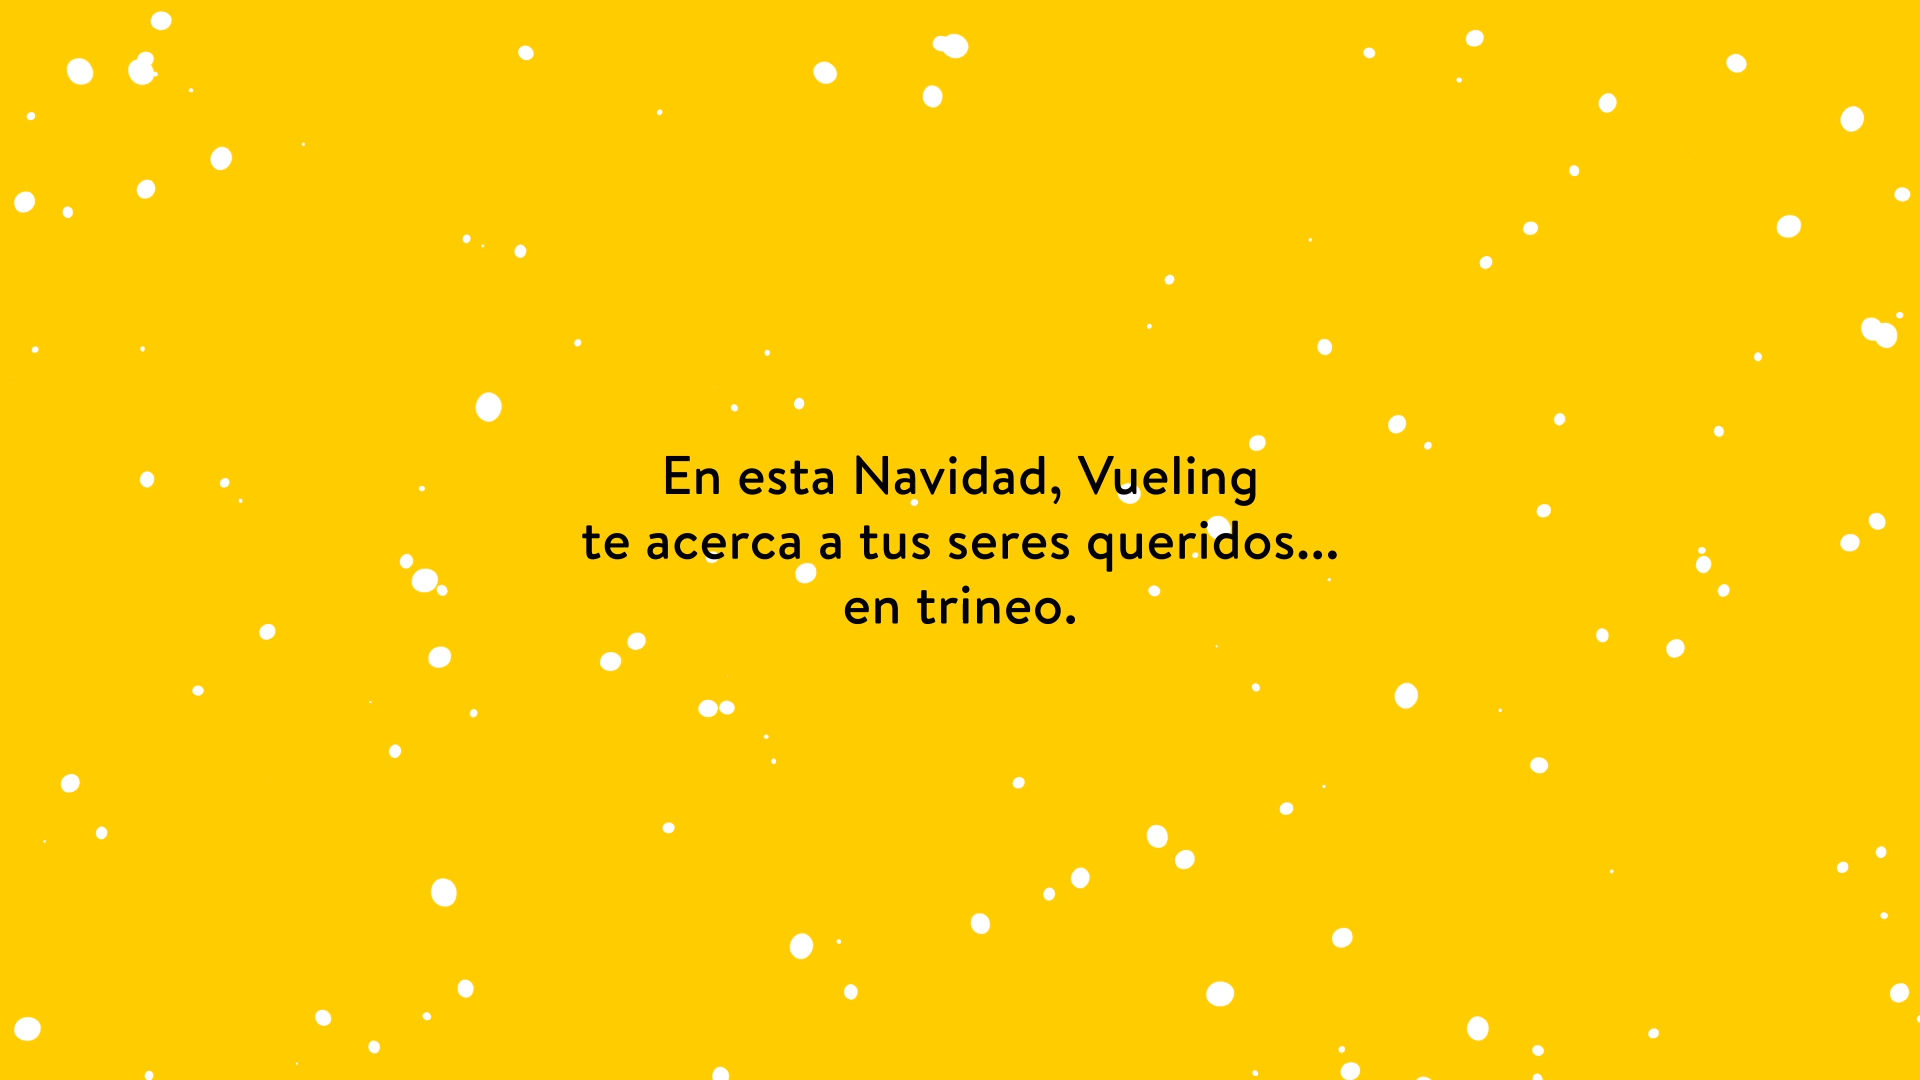 En esta Navidad, Vueling
te acerca a tus seres queridos...
en trineo.